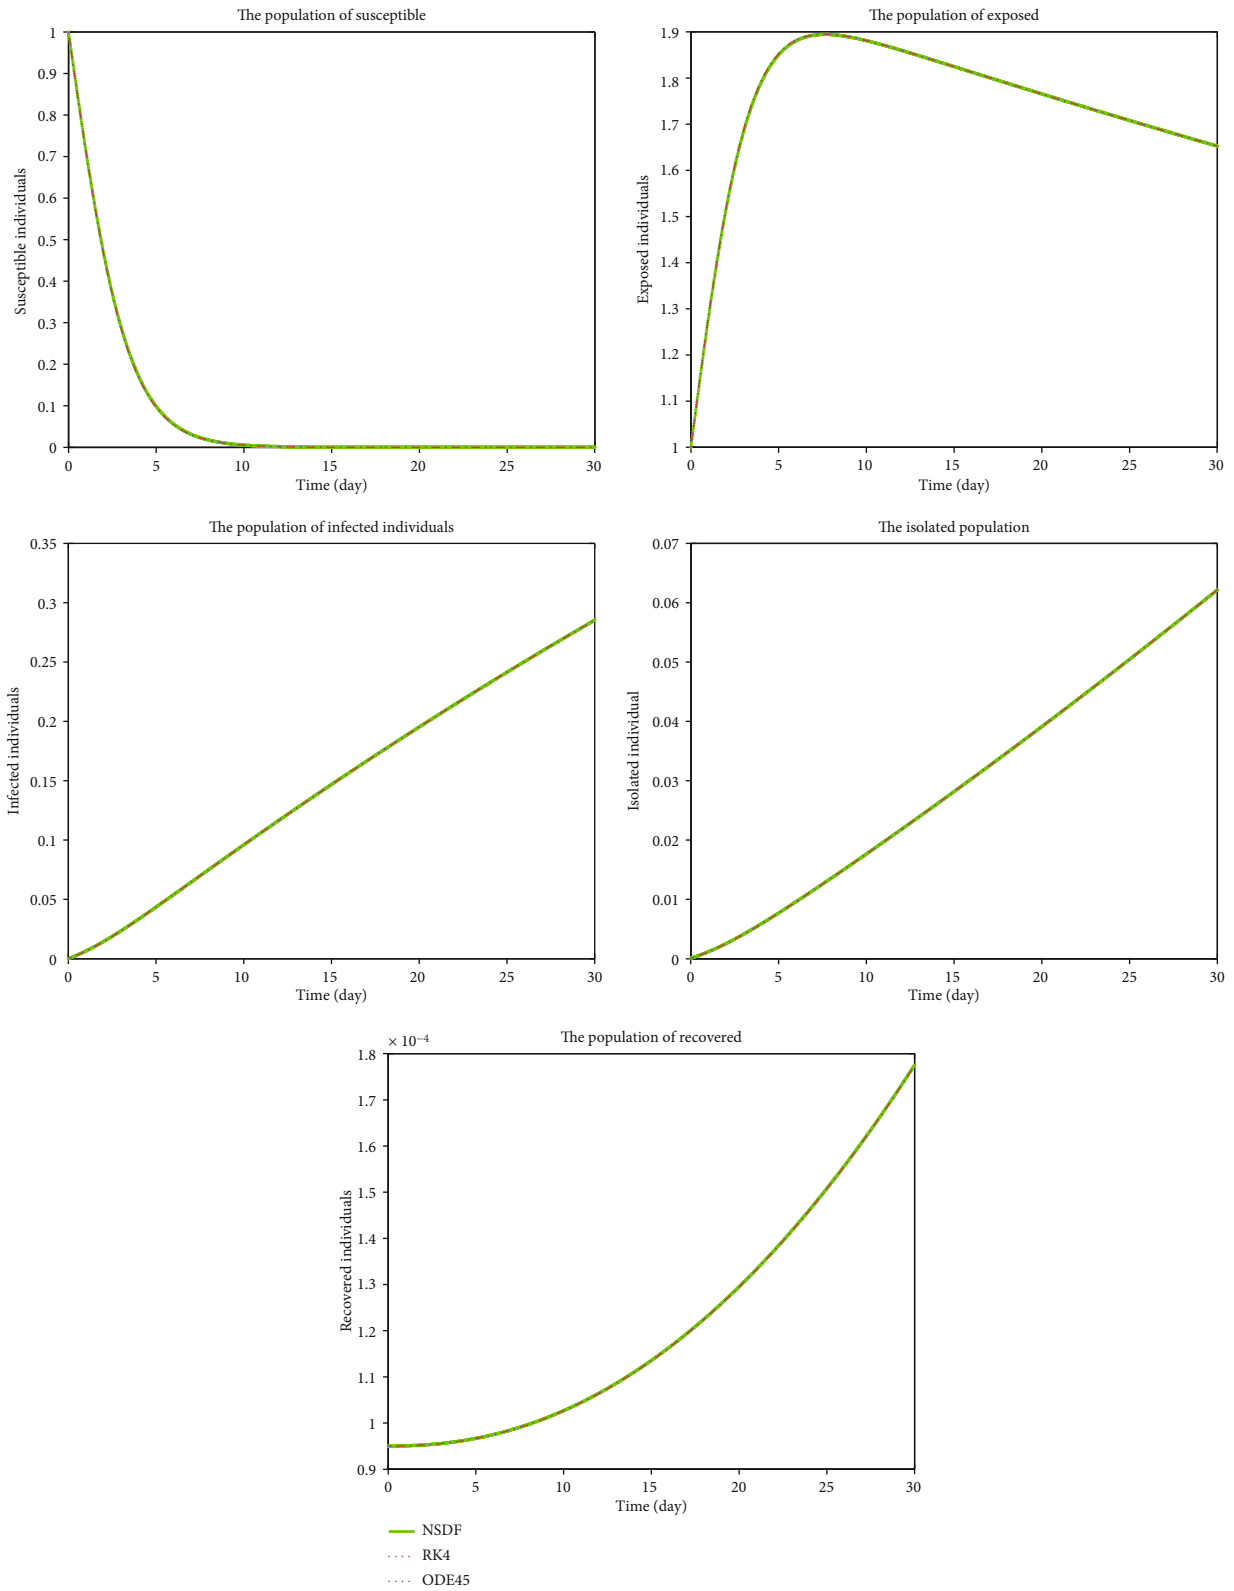 The population of susceptible
1
0.9
0.8
0.7
0.6
0.5
0.4
0.3
0.2
0.1
0
Susceptible individuals
0 5 10 15 20 25 30
Time (day)
The population of exposed
1.9
1.8
1.7
1.6
1.5
1.4
1.3
1.2
1.1
1
Exposed individuals
0 5 10 15 20 25 30
Time (day)
The population of infected individuals
0.35
0.3
0.25
0.2
0.15
0.1
0.05
0
Infected individuals
0 5 10 15 20 25 30
Time (day)
The isolated population
0.07
0.06
0.05
0.04
0.03
0.02
0.01
0
Isolated individual
0 5 10 15 20 25 30
Time (day)
The population of recovered
× 10⁻⁴
1.8
1.7
1.6
1.5
1.4
1.3
1.2
1.1
1
0.9
Recovered individuals
0 5 10 15 20 25 30
Time (day)
NSDF
RK4
ODE45